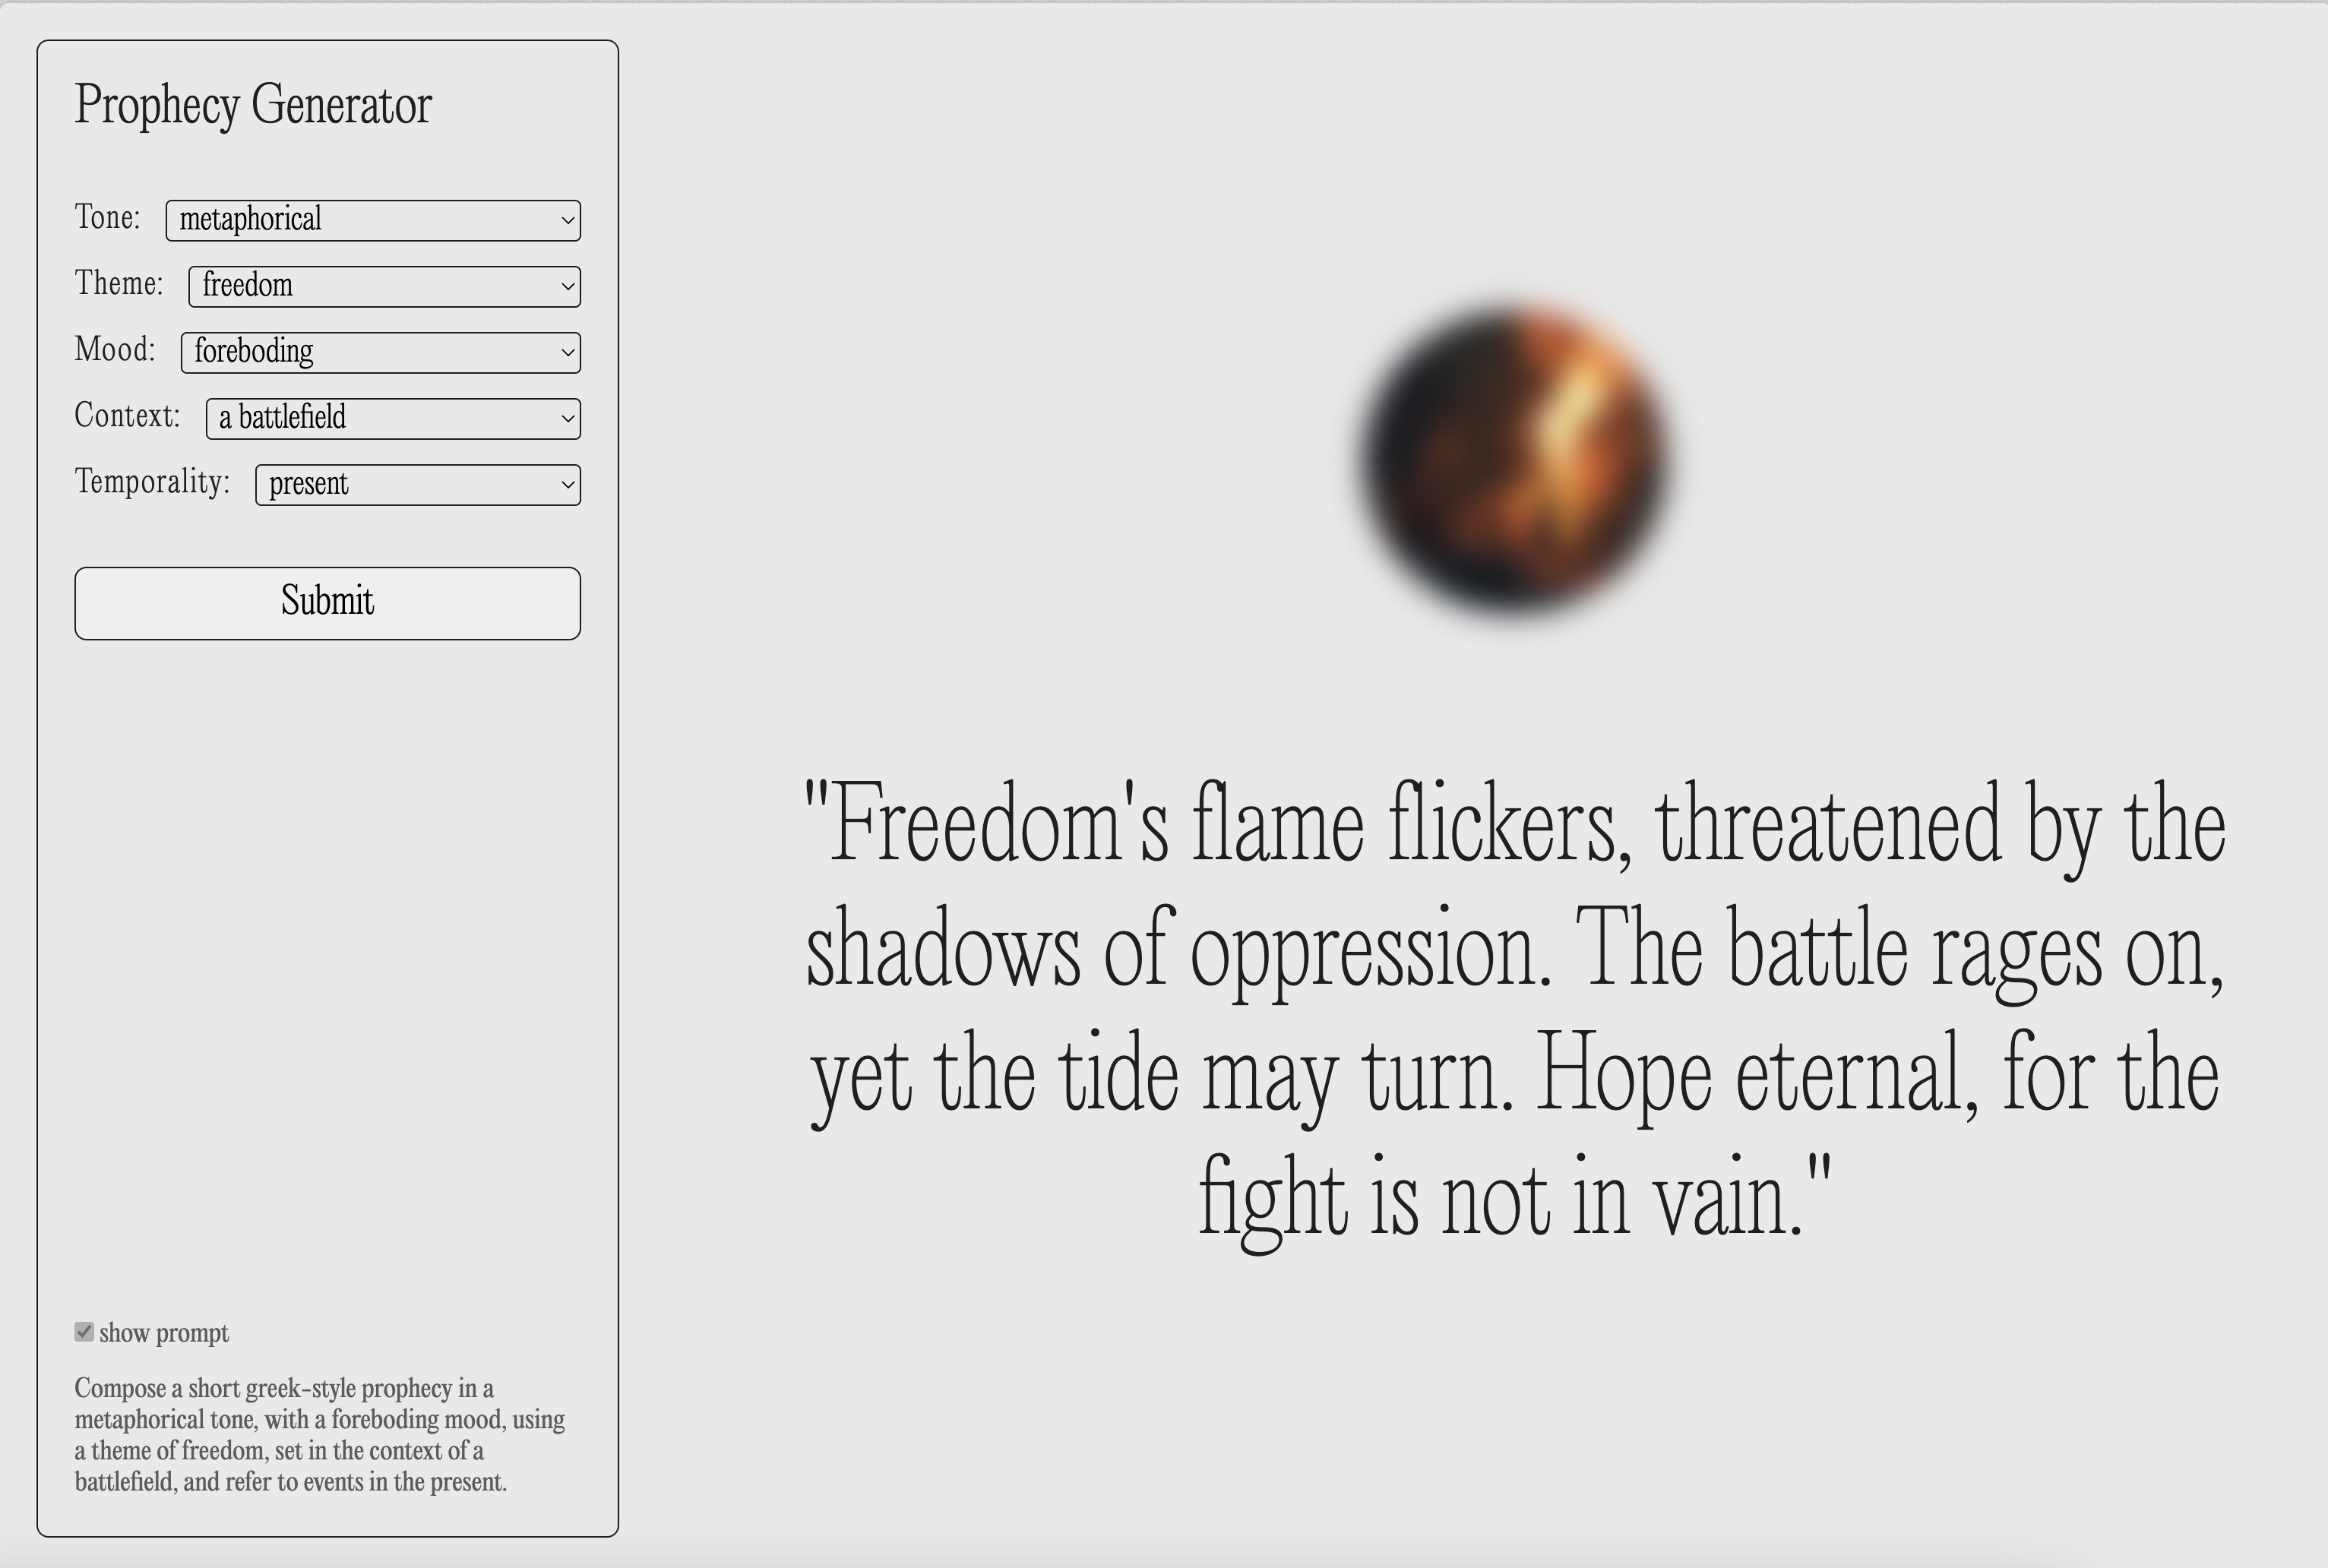 Prophecy Generator
Tone: metaphorical
Theme: freedom
Mood: foreboding
Context: a battlefield
Temporality: present
Submit
show prompt
Compose a short greek-style prophecy in a
metaphorical tone, with a foreboding mood, using
a theme of freedom, set in the context of a
battlefield, and refer to events in the present.
"Freedom's flame flickers, threatened by the
shadows of oppression. The battle rages on,
yet the tide may turn. Hope eternal, for the
fight is not in vain."